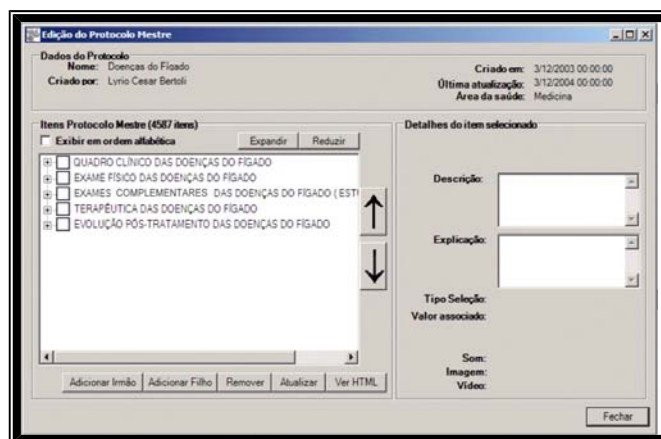 Edição do Protocolo Mestre
Dados do Protocolo
Nome: Doenças do Fígado
Criado por: Lyrio Cesar Bertoli
Criado em: 3/12/2003 00:00:00
Última atualização: 3/12/2004 00:00:00
Área da saúde: Medicina
Itens Protocolo Mestre (4587 itens)
Exibir em ordem alfabética
Expandir
Reduzir
QUADRO CLÍNICO DAS DOENÇAS DO FÍGADO
EXAME FÍSICO DAS DOENÇAS DO FÍGADO
EXAMES COMPLEMENTARES DAS DOENÇAS DO FÍGADO ( EST
TERAPÊUTICA DAS DOENÇAS DO FÍGADO
EVOLUÇÃO PÓS-TRATAMENTO DAS DOENÇAS DO FÍGADO
Adicionar Irmão
Adicionar Filho
Remover
Atualizar
Ver HTML
Detalhes do item selecionado
Descrição:
Explicação:
Tipo Seleção:
Valor associado:
Som:
Imagem:
Vídeo:
Fechar